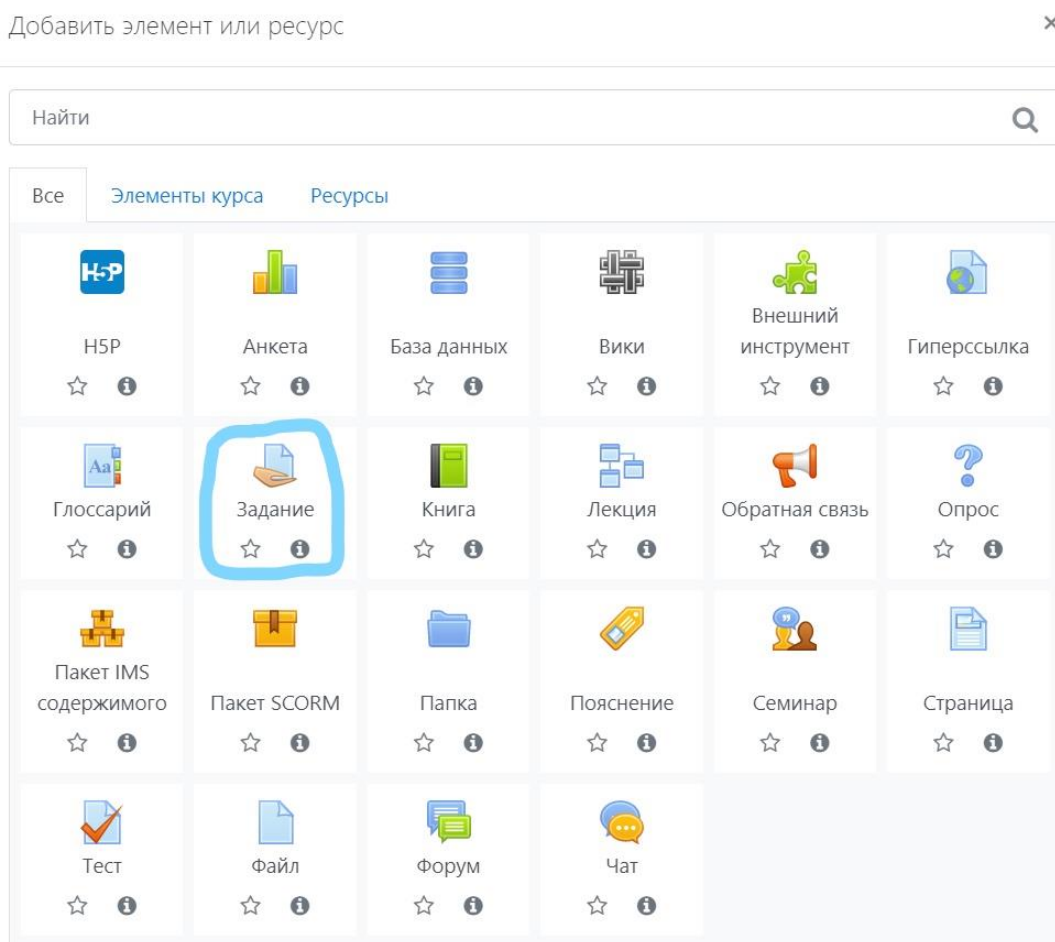 Добавить элемент или ресурс
Найти
Все Элементы курса Ресурсы
H5P
H5P
Анкета
База данных
Вики
Внешний
инструмент
Гиперссылка
Aa
Глоссарий
Задание
Книга
Лекция
Обратная связь
Опрос
Пакет IMS
содержимого
Пакет SCORM
Папка
Пояснение
Семинар
Страница
Тест
Файл
Форум
Чат